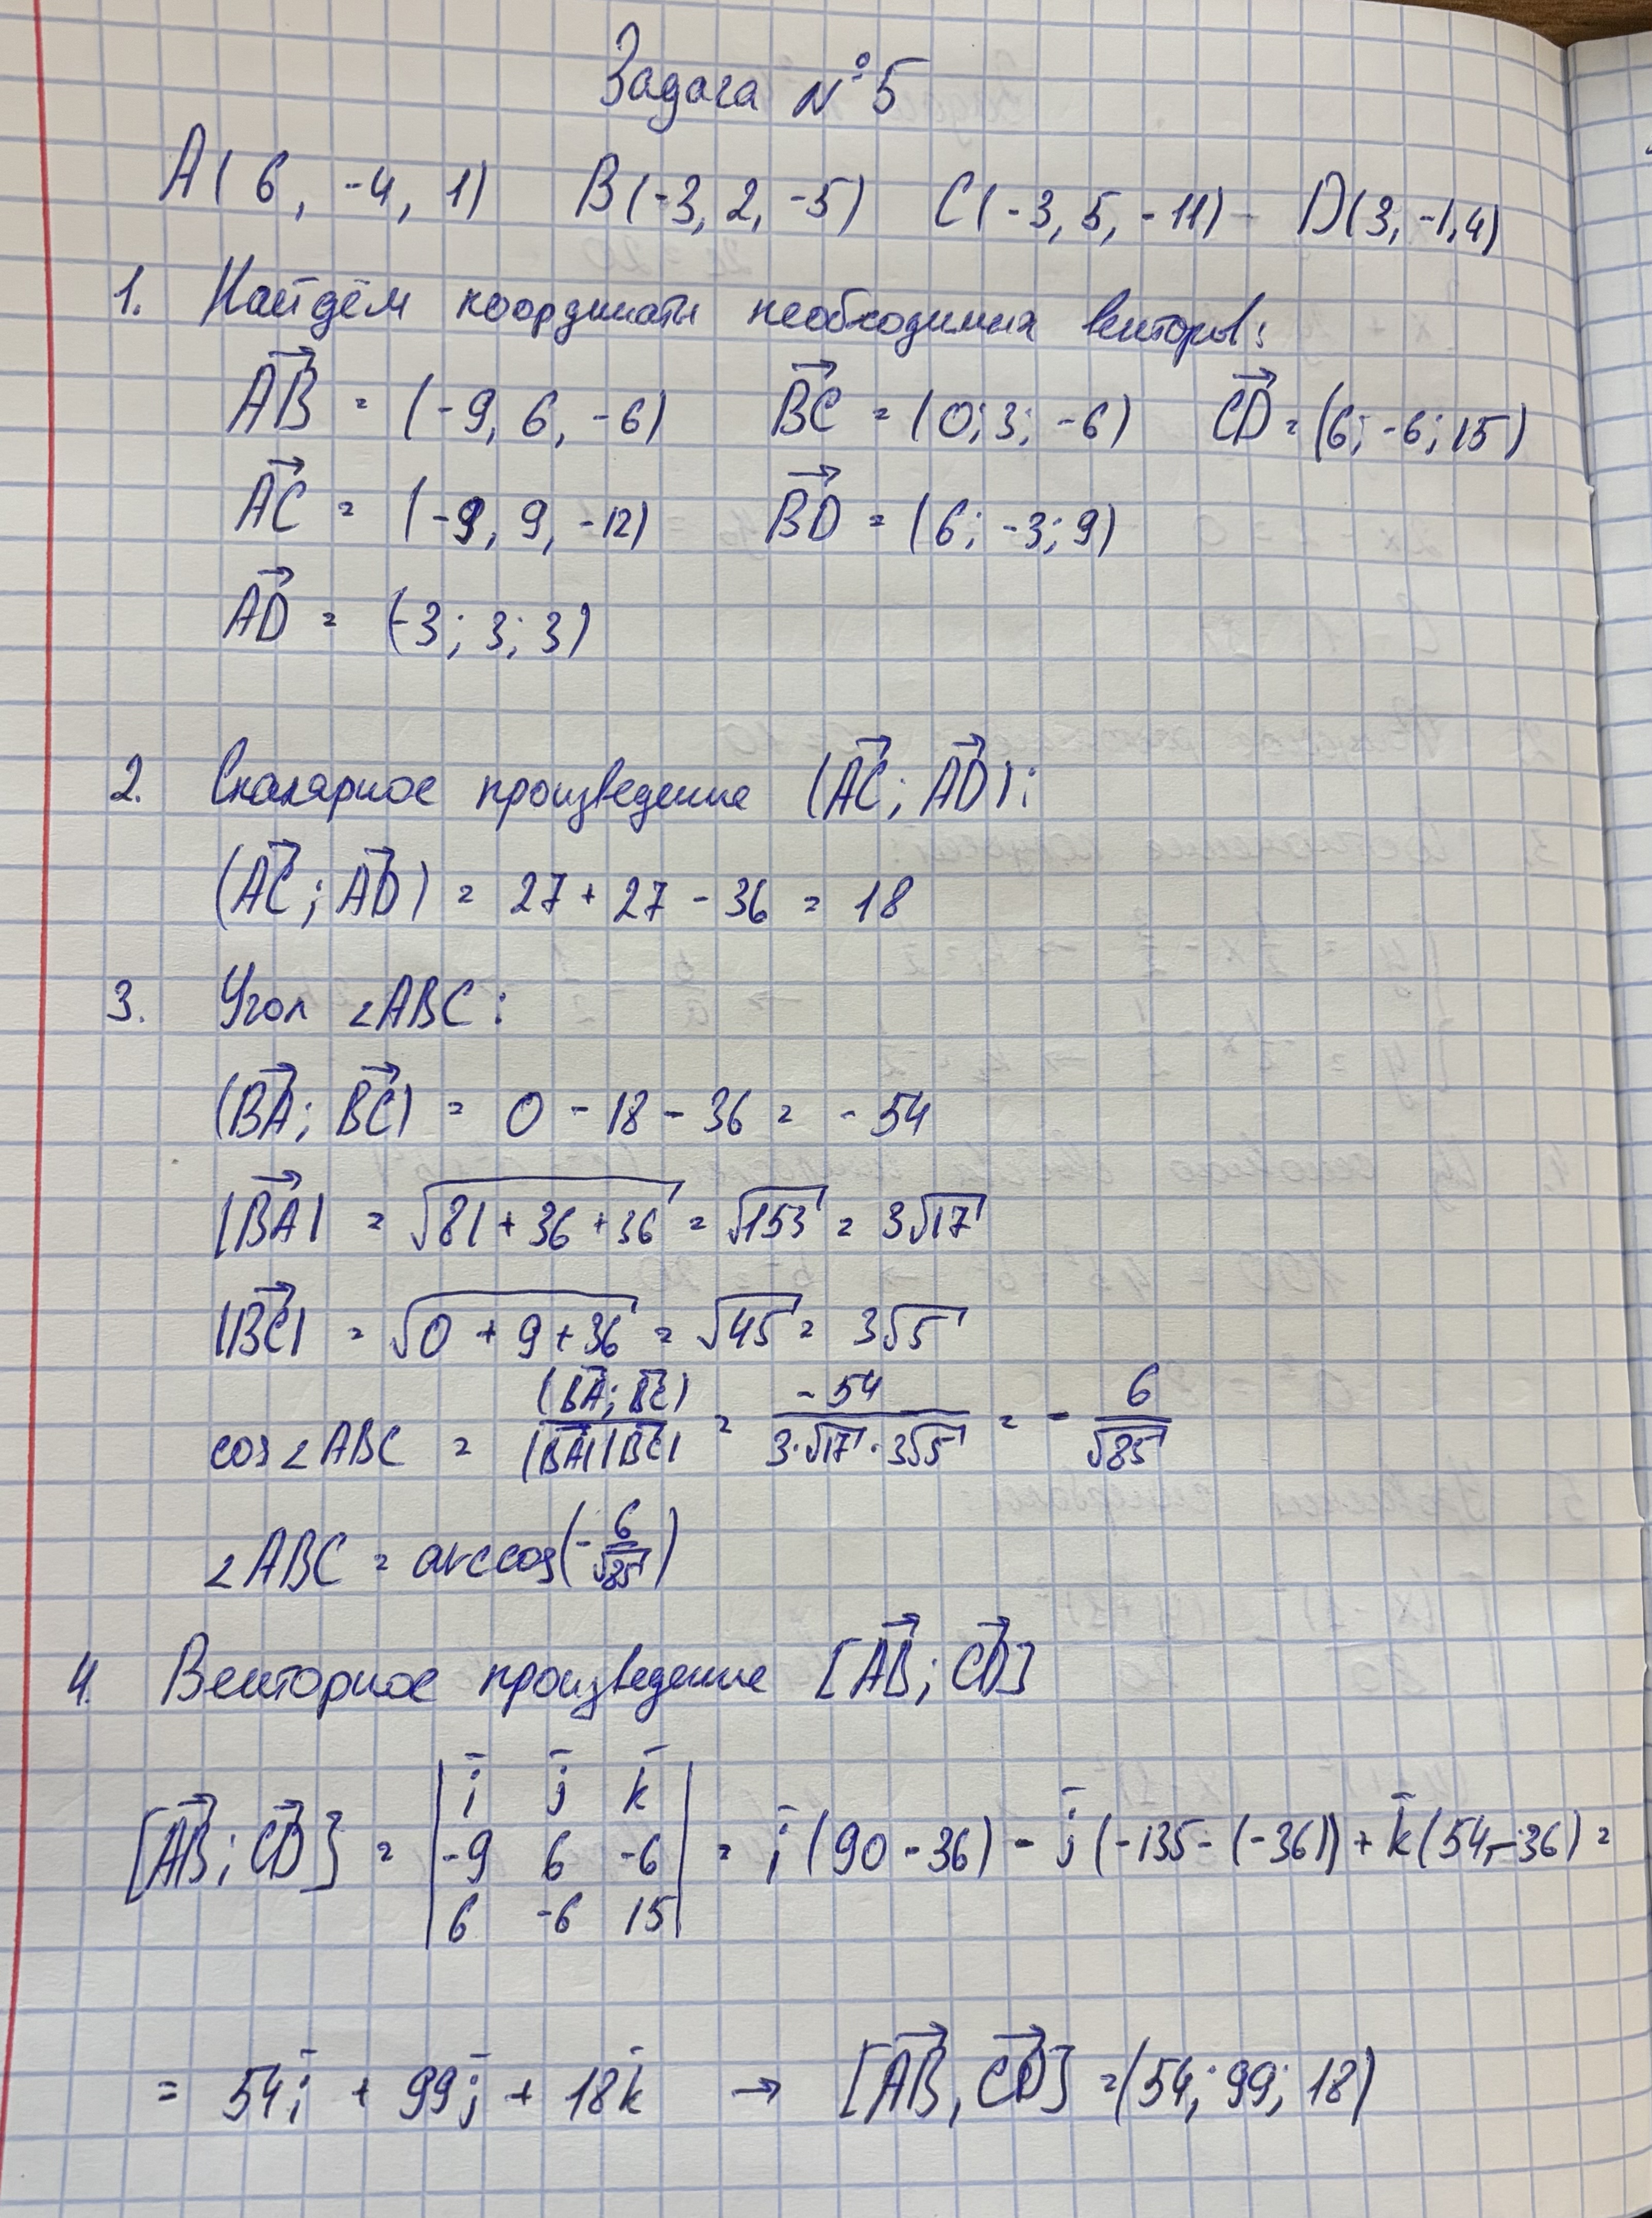 Задача №5
A(6, -4, 1) B(-3, 2, -5) C(-3, 5, -11) D(3, -1, 4)
1. Найдём координаты необходимых векторов:
AB = (-9, 6, -6) BC = (0; 3; -6) CD = (6; -6; 15)
AC = (-9, 9, -12) BD = (6; -3; 9)
AD = (-3; 3; 3)
2. Скалярное произведение (AC; AD):
(AC; AD) = 27 + 27 - 36 = 18
3. Угол ∠ABC:
(BA; BC) = 0 - 18 - 36 = -54
|BA| = √(81 + 36 + 36) = √153 = 3√17
|BC| = √(0 + 9 + 36) = √45 = 3√5
cos∠ABC = (BA; BC) / |BA||BC| = -54 / 3·√17·3√5 = -6/√85
∠ABC = arccos(-6/√85)
4. Векторное произведение [AB; CD]
[AB; CD] = | i j k | -9 6 -6 | 6 -6 15 | = i(90 - 36) - j(-135 - (-36)) + k(54 - 36) =
= 54i + 99j + 18k → [AB, CD] = (54; 99; 18)